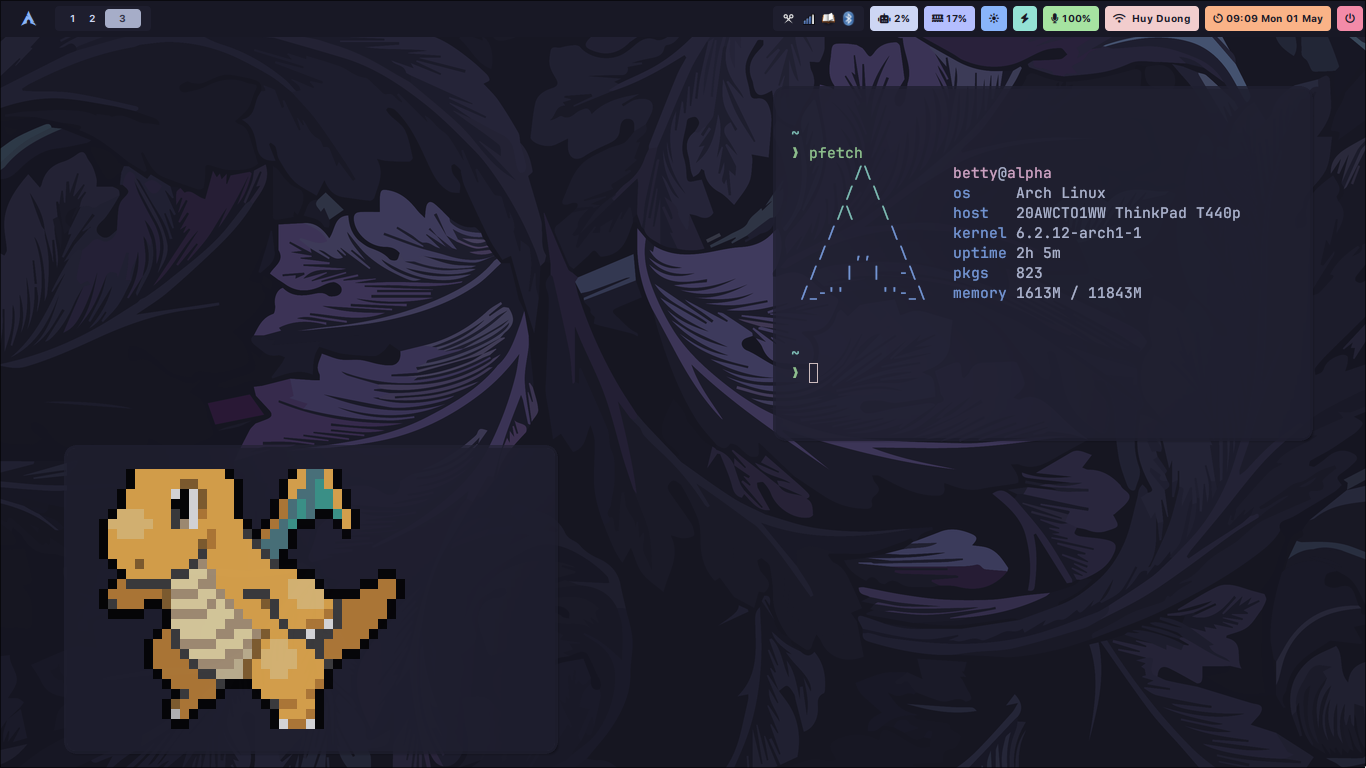 1 2 3
2% 17% 100% Huy Duong 09:09 Mon 01 May
~
❱ pfetch
/\ betty@alpha
/ \ os Arch Linux
/\ \ host 20AWCTO1WW ThinkPad T440p
/ \ kernel 6.2.12-arch1-1
/ ,, \ uptime 2h 5m
/ | | -\ pkgs 823
/_-'' ''-_\ memory 1613M / 11843M
~
❱